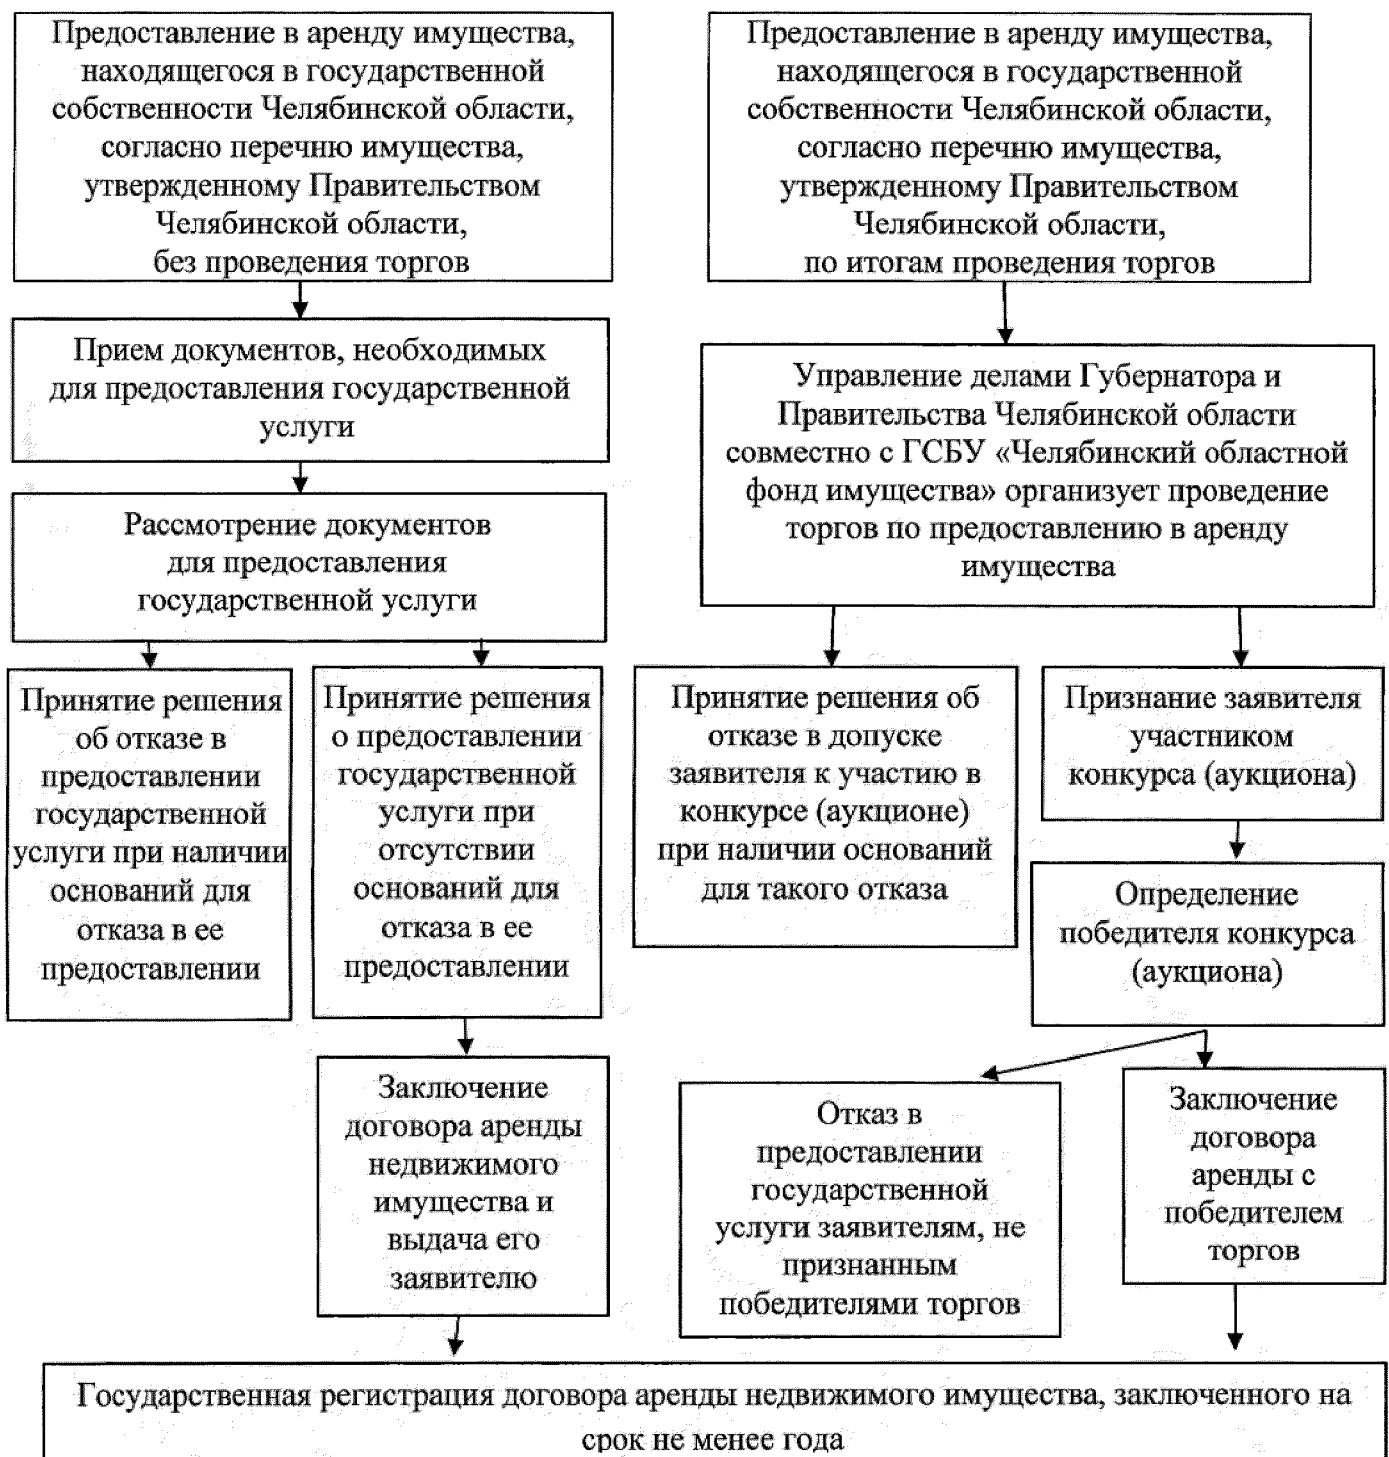 Предоставление в аренду имущества,
находящегося в государственной
собственности Челябинской области,
согласно перечню имущества,
утвержденному Правительством
Челябинской области,
без проведения торгов
Предоставление в аренду имущества,
находящегося в государственной
собственности Челябинской области,
согласно перечню имущества,
утвержденному Правительством
Челябинской области,
по итогам проведения торгов
Прием документов, необходимых
для предоставления государственной
услуги
Управление делами Губернатора и
Правительства Челябинской области
совместно с ГСБУ «Челябинский областной
фонд имущества» организует проведение
торгов по предоставлению в аренду
имущества
Рассмотрение документов
для предоставления
государственной услуги
Принятие решения
об отказе в
предоставлении
государственной
услуги при наличии
оснований для
отказа в ее
предоставлении
Принятие решения
о предоставлении
государственной
услуги при
отсутствии
оснований для
отказа в ее
предоставлении
Принятие решения об
отказе в допуске
заявителя к участию в
конкурсе (аукционе)
при наличии оснований
для такого отказа
Признание заявителя
участником
конкурса (аукциона)
Определение
победителя конкурса
(аукциона)
Заключение
договора аренды
недвижимого
имущества и
выдача его
заявителю
Отказ в
предоставлении
государственной
услуги заявителям, не
признанным
победителями торгов
Заключение
договора
аренды с
победителем
торгов
Государственная регистрация договора аренды недвижимого имущества, заключенного на
срок не менее года